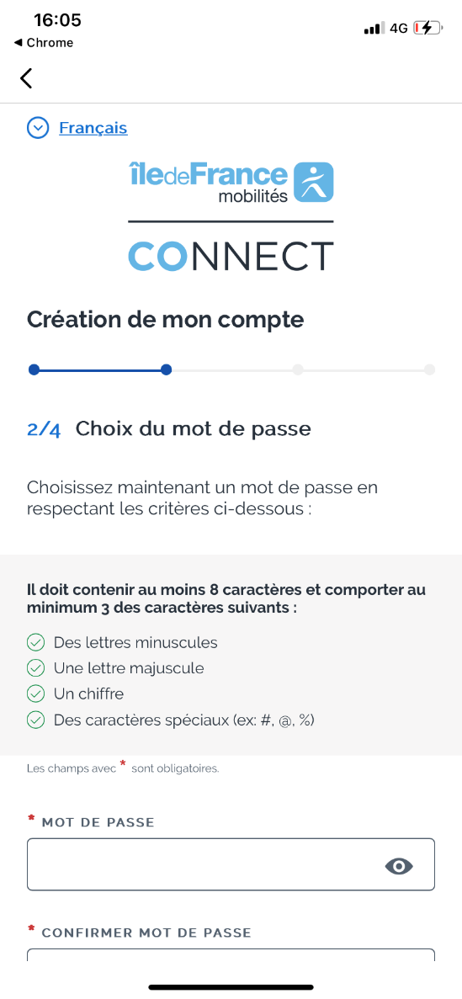 16:05
4G
◀ Chrome
Français
îledeFrance
mobilités
CONNECT
Création de mon compte
2/4 Choix du mot de passe
Choisissez maintenant un mot de passe en
respectant les critères ci-dessous :
Il doit contenir au moins 8 caractères et comporter au
minimum 3 des caractères suivants :
Des lettres minuscules
Une lettre majuscule
Un chiffre
Des caractères spéciaux (ex: #, @, %)
Les champs avec * sont obligatoires.
* MOT DE PASSE
* CONFIRMER MOT DE PASSE